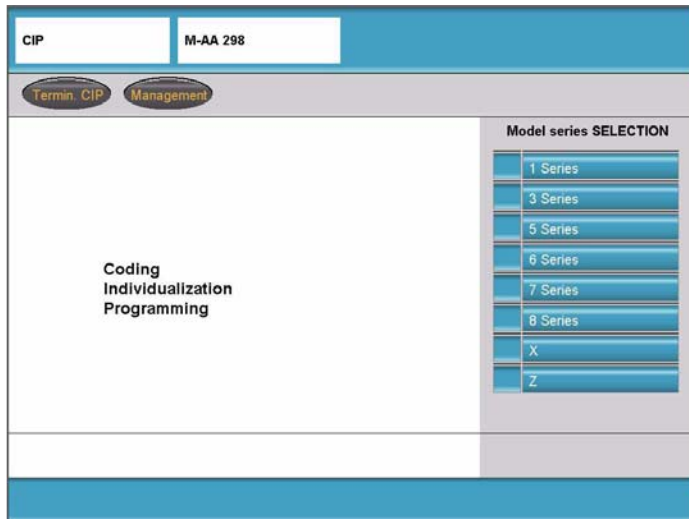 CIP
M-AA 298
Termin. CIP
Management
Model series SELECTION
1 Series
3 Series
5 Series
6 Series
7 Series
8 Series
X
Z
Coding
Individualization
Programming